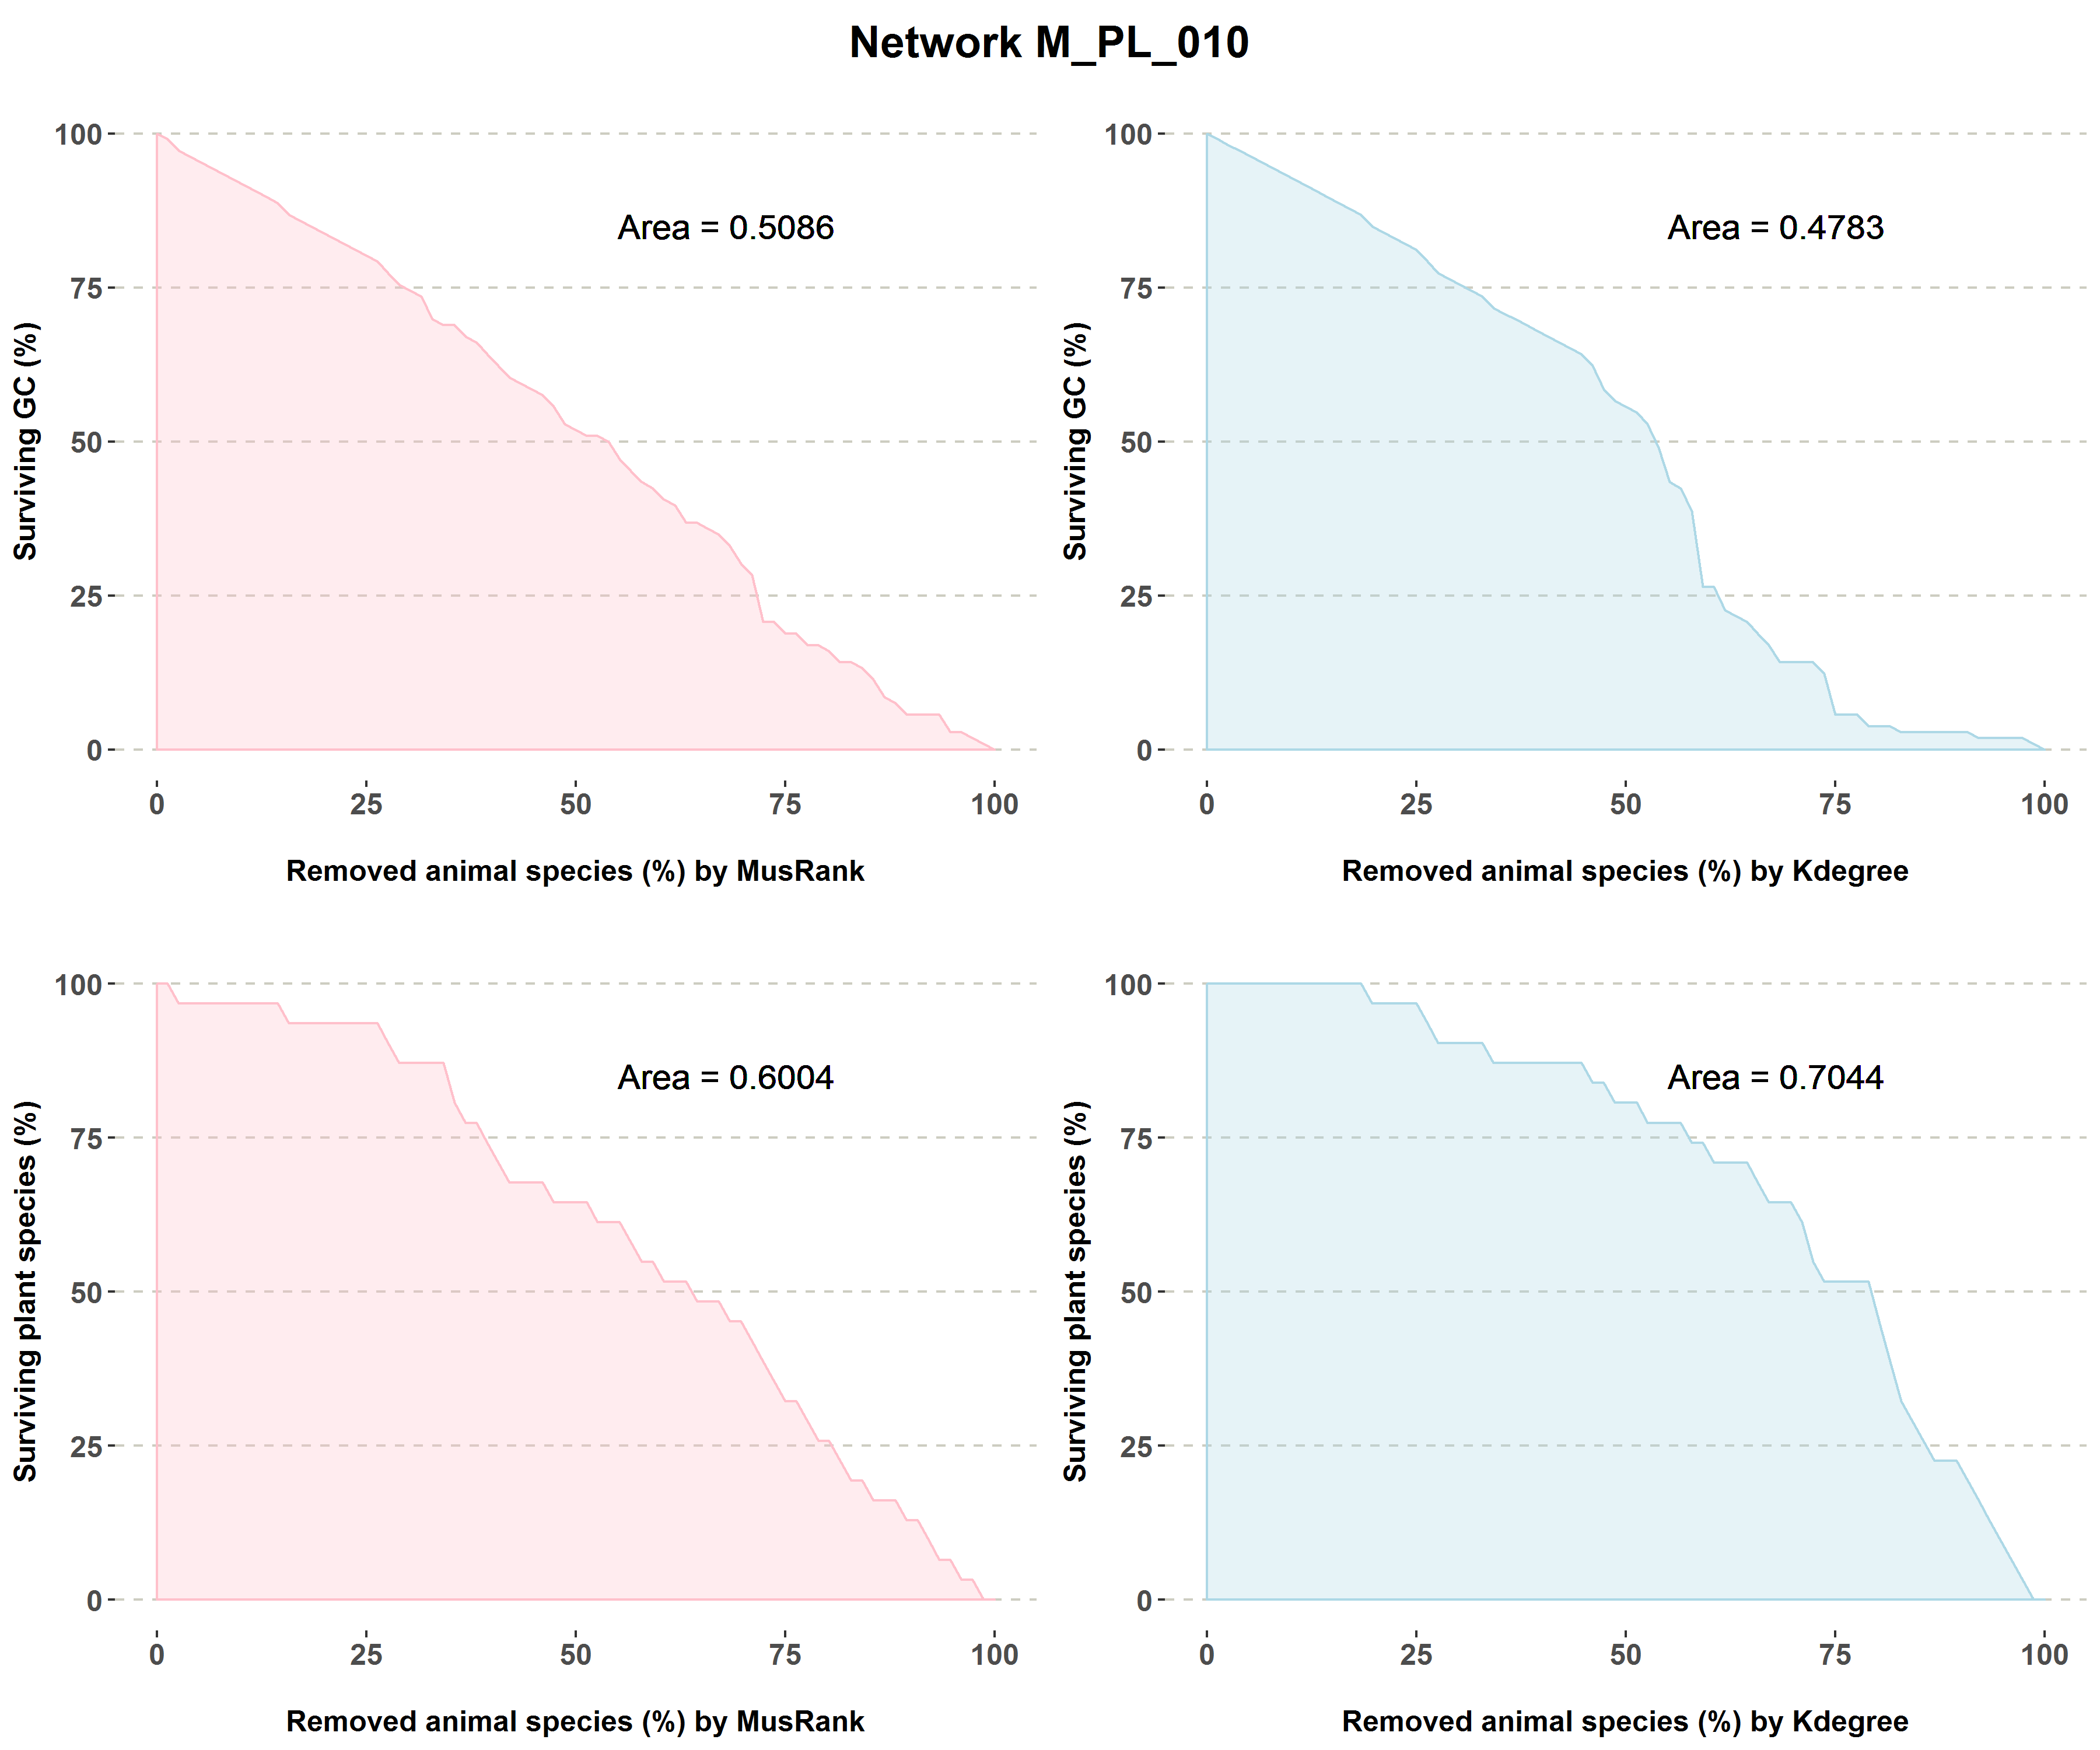 Network M_PL_010
100
75
50
25
0
Surviving GC (%)
Area = 0.5086
0 25 50 75 100
Removed animal species (%) by MusRank
100
75
50
25
0
Surviving GC (%)
Area = 0.4783
0 25 50 75 100
Removed animal species (%) by Kdegree
100
75
50
25
0
Surviving plant species (%)
Area = 0.6004
0 25 50 75 100
Removed animal species (%) by MusRank
100
75
50
25
0
Surviving plant species (%)
Area = 0.7044
0 25 50 75 100
Removed animal species (%) by Kdegree